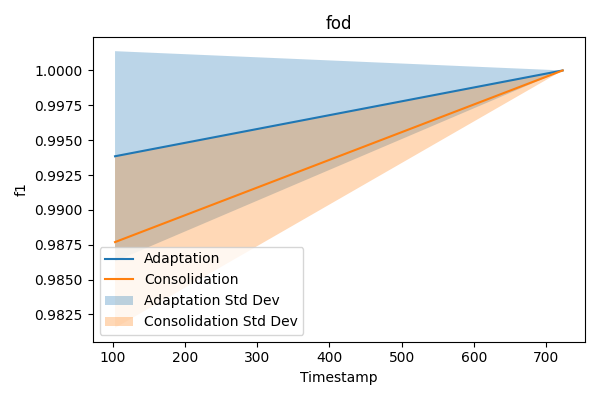 fod
1.0000
0.9975
0.9950
0.9925
0.9900
0.9875
0.9850
0.9825
f1
Adaptation
Consolidation
Adaptation Std Dev
Consolidation Std Dev
100 200 300 400 500 600 700
Timestamp